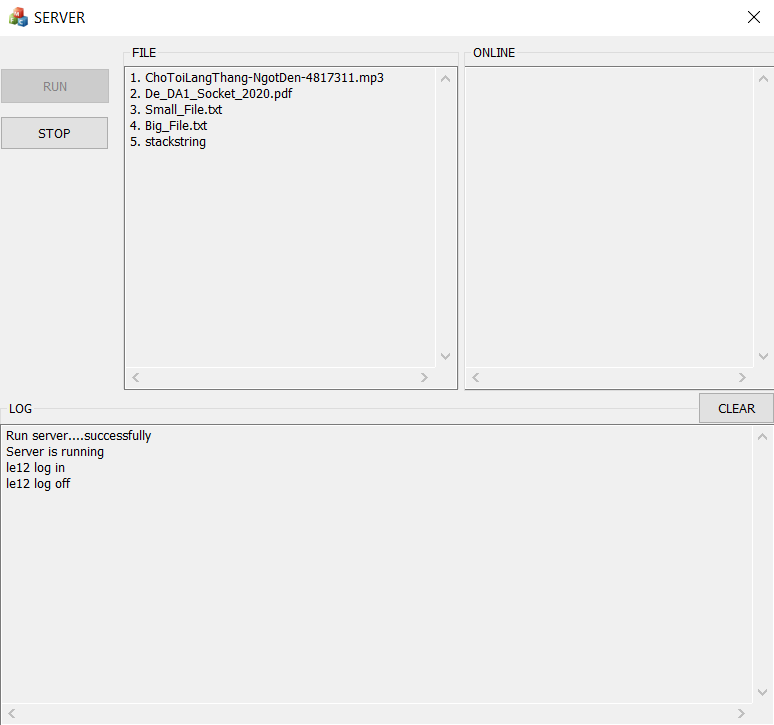 SERVER
RUN
STOP
FILE
1. ChoToiLangThang-NgotDen-4817311.mp3
2. De_DA1_Socket_2020.pdf
3. Small_File.txt
4. Big_File.txt
5. stackstring
ONLINE
LOG
CLEAR
Run server....successfully
Server is running
le12 log in
le12 log off